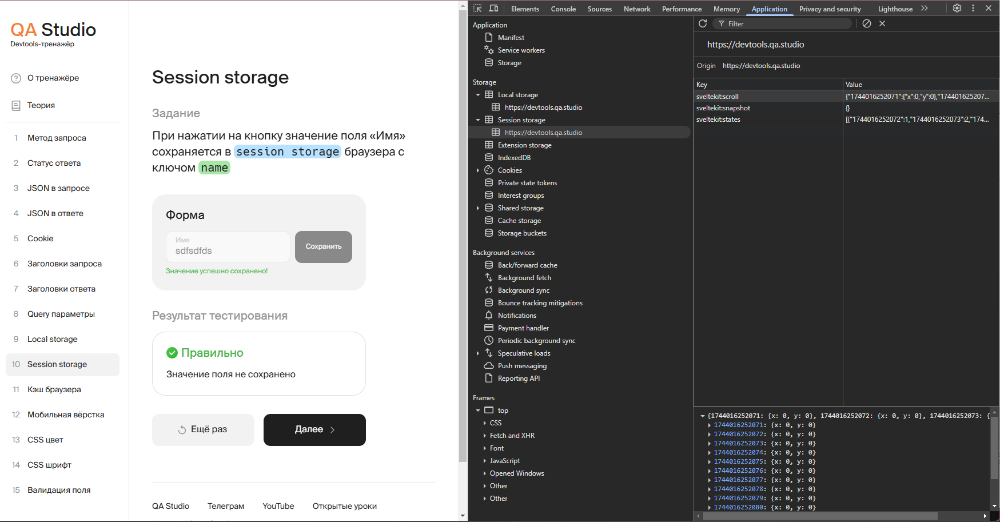 QA Studio
Devtools-тренажёр
О тренажёре
Теория
1 Метод запроса
2 Статус ответа
3 JSON в запросе
4 JSON в ответе
5 Cookie
6 Заголовки запроса
7 Заголовки ответа
8 Query параметры
9 Local storage
10 Session storage
11 Кэш браузера
12 Мобильная вёрстка
13 CSS цвет
14 CSS шрифт
15 Валидация поля
Session storage
Задание
При нажатии на кнопку значение поля «Имя»
сохраняется в session storage браузера с
ключом name
Форма
Имя
sdfsdfds
Сохранить
Значение успешно сохранено!
Результат тестирования
Правильно
Значение поля не сохранено
Ещё раз
Далее
QA Studio Телеграм YouTube Открытые уроки
Elements Console Sources Network Performance Memory Application Privacy and security Lighthouse
Application
Manifest
Service workers
Storage
Storage
Local storage
https://devtools.qa.studio
Session storage
https://devtools.qa.studio
Extension storage
IndexedDB
Cookies
Private state tokens
Interest groups
Shared storage
Cache storage
Storage buckets
Background services
Back/forward cache
Background fetch
Background sync
Bounce tracking mitigations
Notifications
Payment handler
Periodic background sync
Speculative loads
Push messaging
Reporting API
Frames
top
CSS
Fetch and XHR
Font
JavaScript
Opened Windows
Other
Other
Filter
https://devtools.qa.studio
Origin https://devtools.qa.studio
Key Value
sveltekit:scroll {"1744016252071":{"x":0,"y":0},"174401625207...
sveltekit:snapshot {}
sveltekit:states [{"1744016252072":1,"1744016252073":2,"174...
{1744016252071: {x: 0, y: 0}, 1744016252072: {x: 0, y: 0}, 1744016252073: {
1744016252071: {x: 0, y: 0}
1744016252072: {x: 0, y: 0}
1744016252073: {x: 0, y: 0}
1744016252074: {x: 0, y: 0}
1744016252075: {x: 0, y: 0}
1744016252076: {x: 0, y: 0}
1744016252077: {x: 0, y: 0}
1744016252078: {x: 0, y: 0}
1744016252079: {x: 0, y: 0}
1744016252080: {x: 0, y: 0}